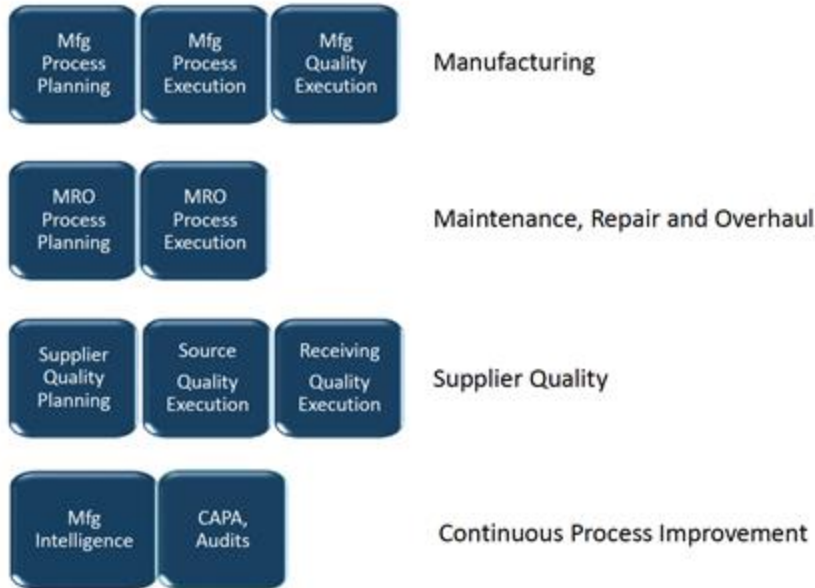 Mfg
Process
Planning
Mfg
Process
Execution
Mfg
Quality
Execution
Manufacturing
MRO
Process
Planning
MRO
Process
Execution
Maintenance, Repair and Overhaul
Supplier
Quality
Planning
Source
Quality
Execution
Receiving
Quality
Execution
Supplier Quality
Mfg
Intelligence
CAPA,
Audits
Continuous Process Improvement